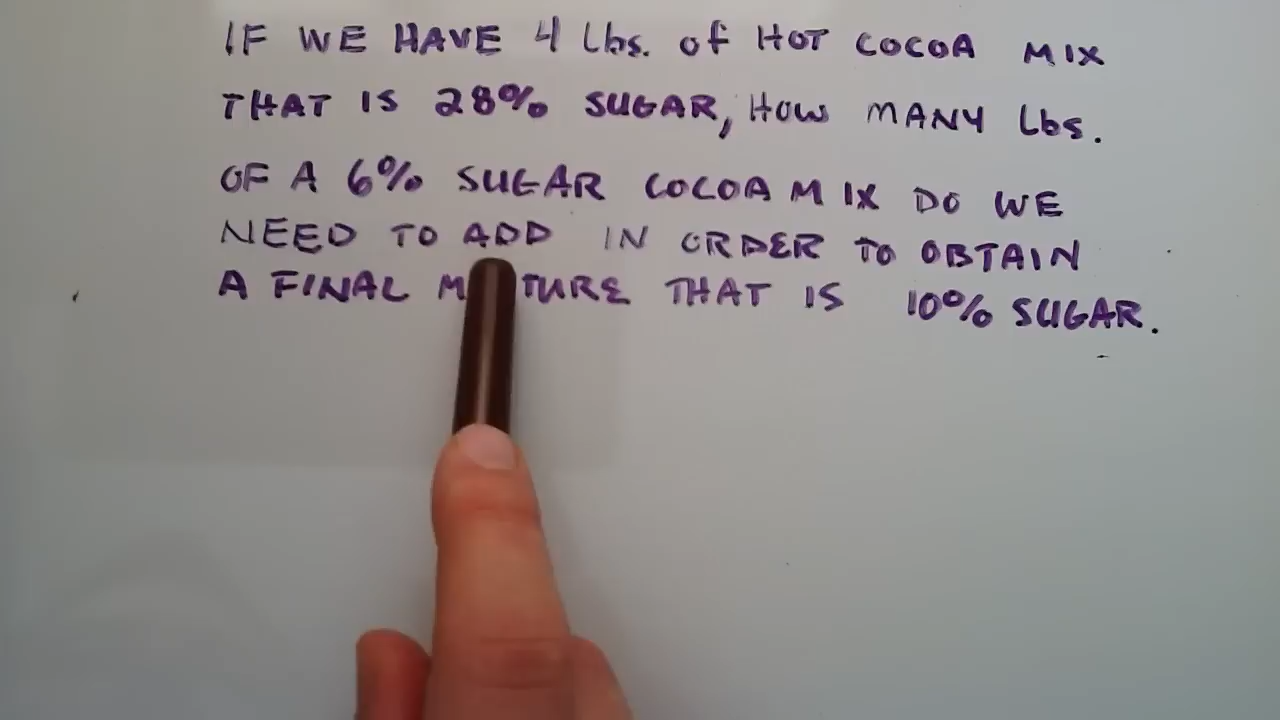 IF WE HAVE 4 lbs. of HOT COCOA MIX
THAT IS 28% SUGAR, HOW MANY Lbs.
OF A 6% SUGAR COCOA MIX DO WE
NEED TO ADD IN ORDER TO OBTAIN
A FINAL THAT IS 10% SUGAR.